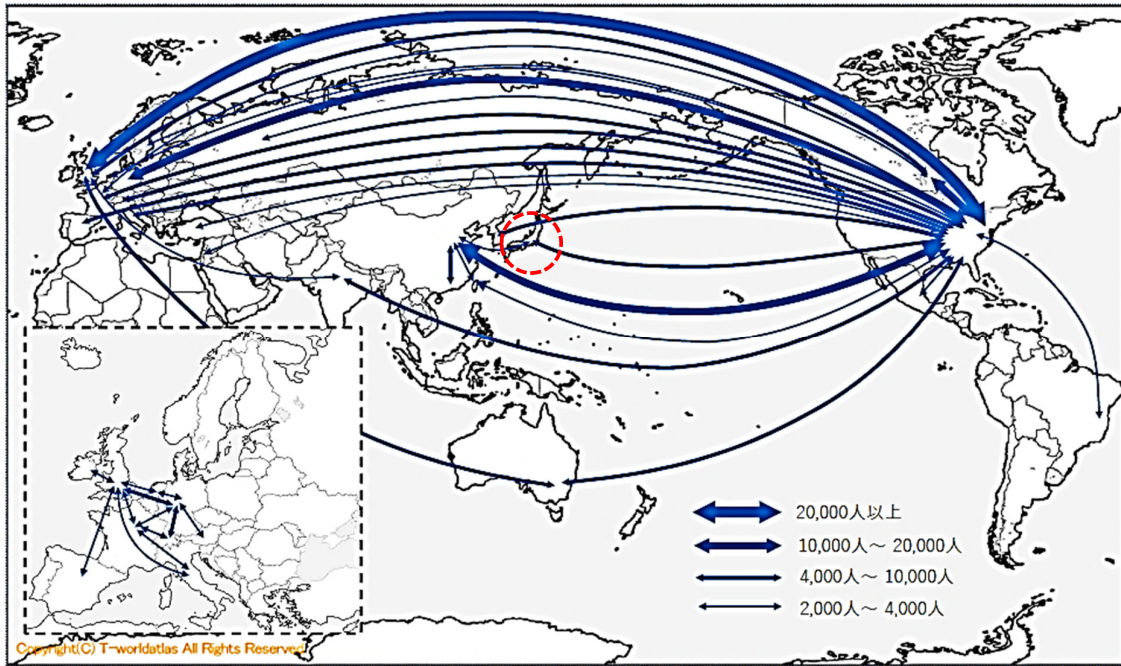 20,000人以上
10,000人～ 20,000人
4,000人～ 10,000人
2,000人～ 4,000人
Copyright(C) T-worldatlas All Rights Reserved